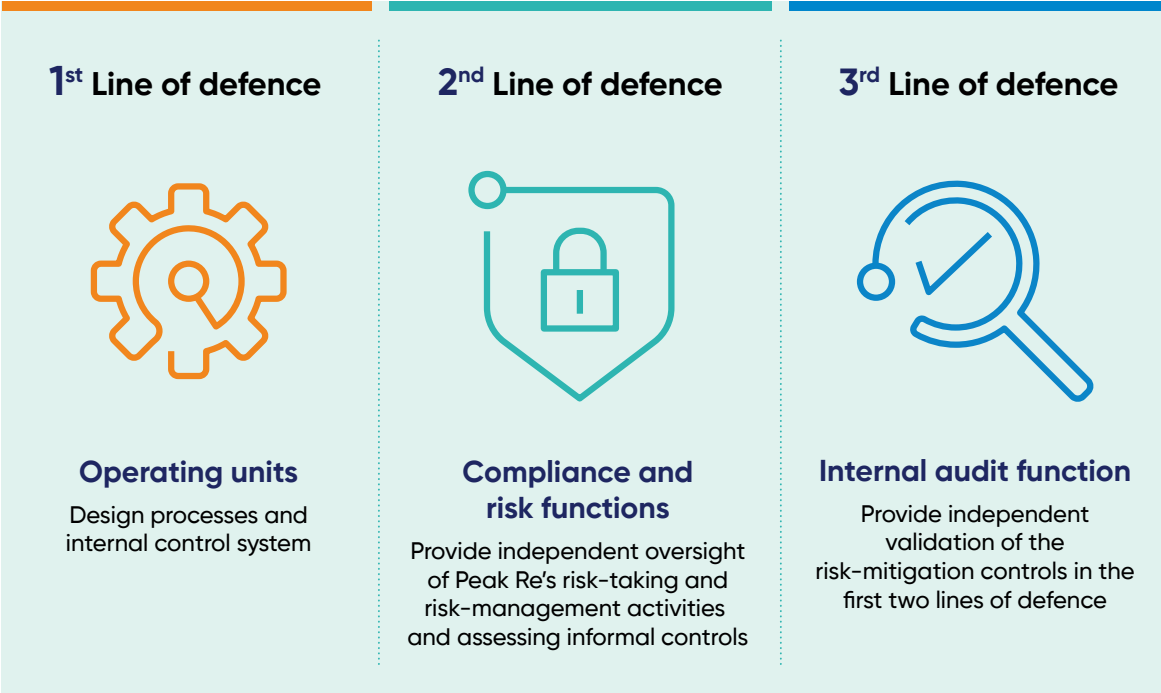 1st Line of defence
Operating units
Design processes and
internal control system
2nd Line of defence
Compliance and
risk functions
Provide independent oversight
of Peak Re's risk-taking and
risk-management activities
and assessing informal controls
3rd Line of defence
Internal audit function
Provide independent
validation of the
risk-mitigation controls in the
first two lines of defence